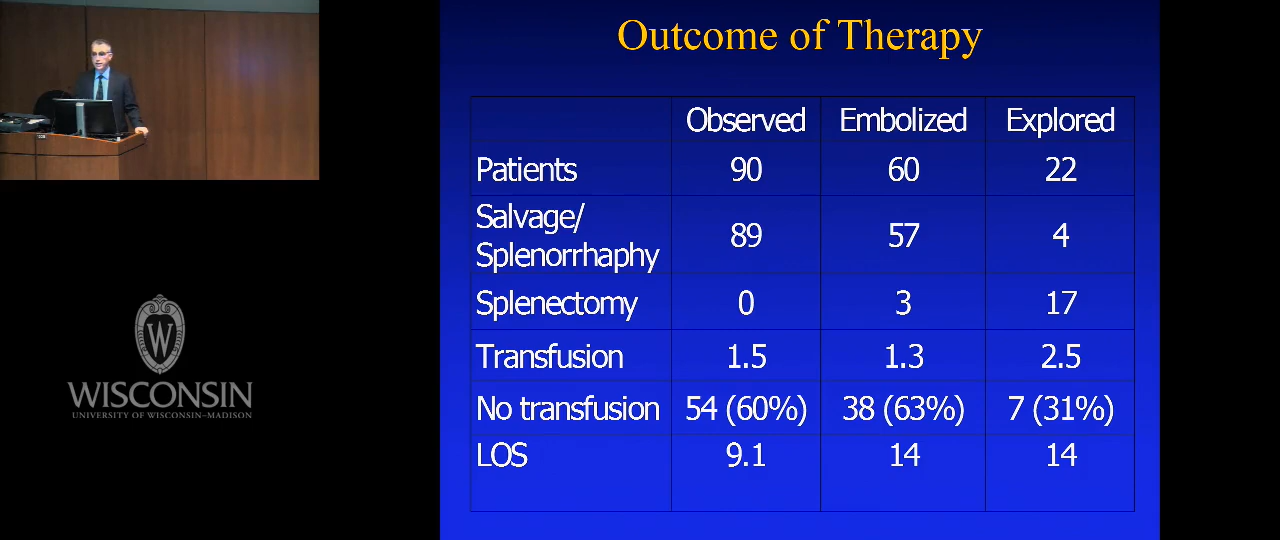 Outcome of Therapy
Observed Embolized Explored
Patients 90 60 22
Salvage/
Splenorrhaphy 89 57 4
Splenectomy 0 3 17
Transfusion 1.5 1.3 2.5
No transfusion 54 (60%) 38 (63%) 7 (31%)
LOS 9.1 14 14
W
WISCONSIN
UNIVERSITY OF WISCONSIN–MADISON